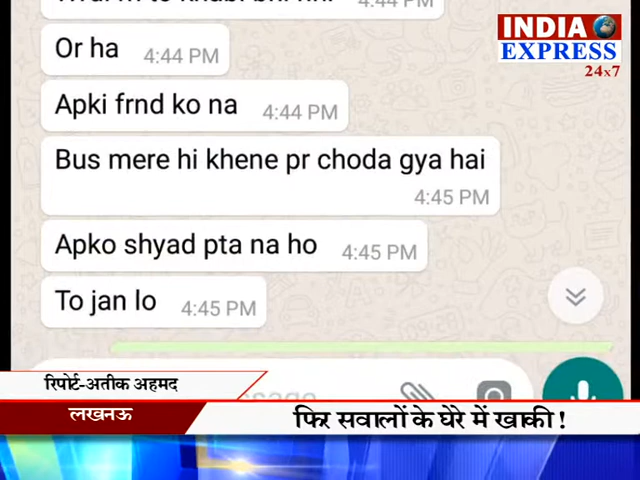 Or ha 4:44 PM
INDIA
EXPRESS
24x7
Apki frnd ko na 4:44 PM
Bus mere hi khene pr choda gya hai
4:45 PM
Apko shyad pta na ho 4:45 PM
To jan lo 4:45 PM
रिपोर्ट-अतीक अहमद
लखनऊ
फिर सवालों के घेरे में खाकी!